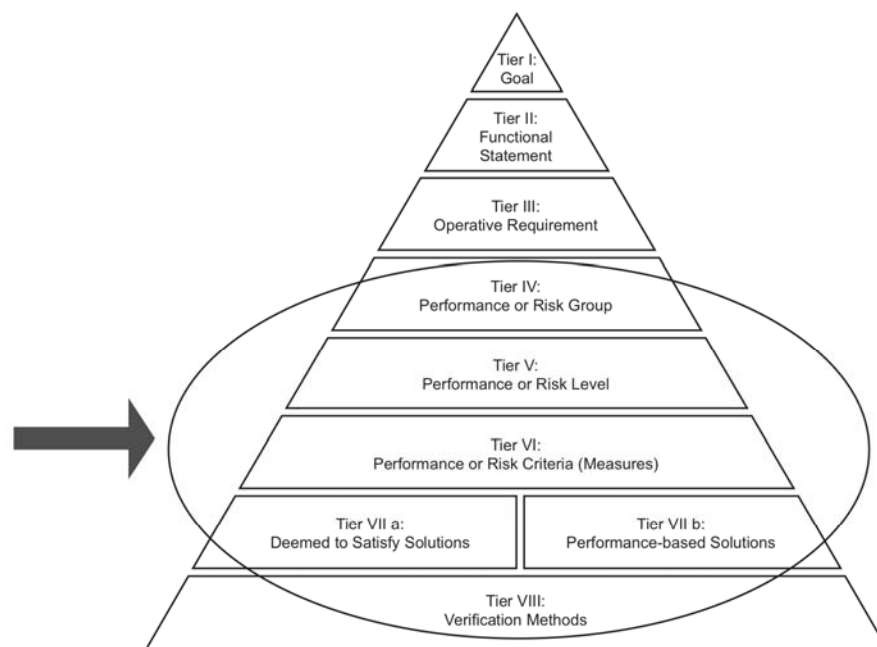 Tier I:
Goal
Tier II:
Functional
Statement
Tier III:
Operative Requirement
Tier IV:
Performance or Risk Group
Tier V:
Performance or Risk Level
Tier VI:
Performance or Risk Criteria (Measures)
Tier VII a:
Deemed to Satisfy Solutions
Tier VII b:
Performance-based Solutions
Tier VIII:
Verification Methods